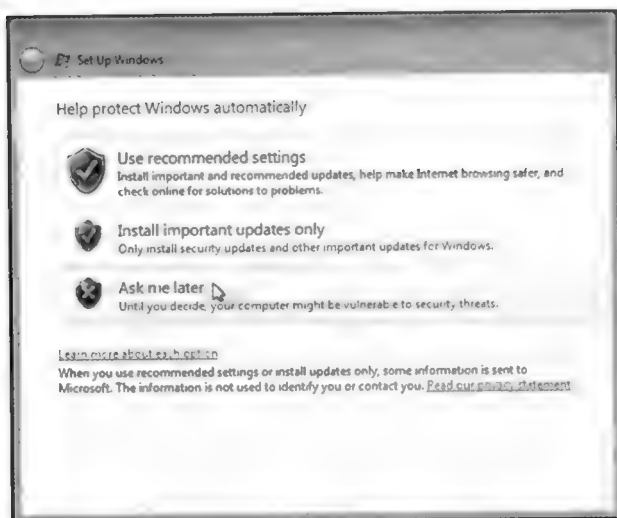 Set Up Windows
Help protect Windows automatically
Use recommended settings
Install important and recommended updates, help make Internet browsing safer, and
check online for solutions to problems.
Install important updates only
Only install security updates and other important updates for Windows.
Ask me later
Until you decide, your computer might be vulnerable to security threats.
Learn more about each option
When you use recommended settings or install updates only, some information is sent to
Microsoft. The information is not used to identify you or contact you. Read our privacy statement